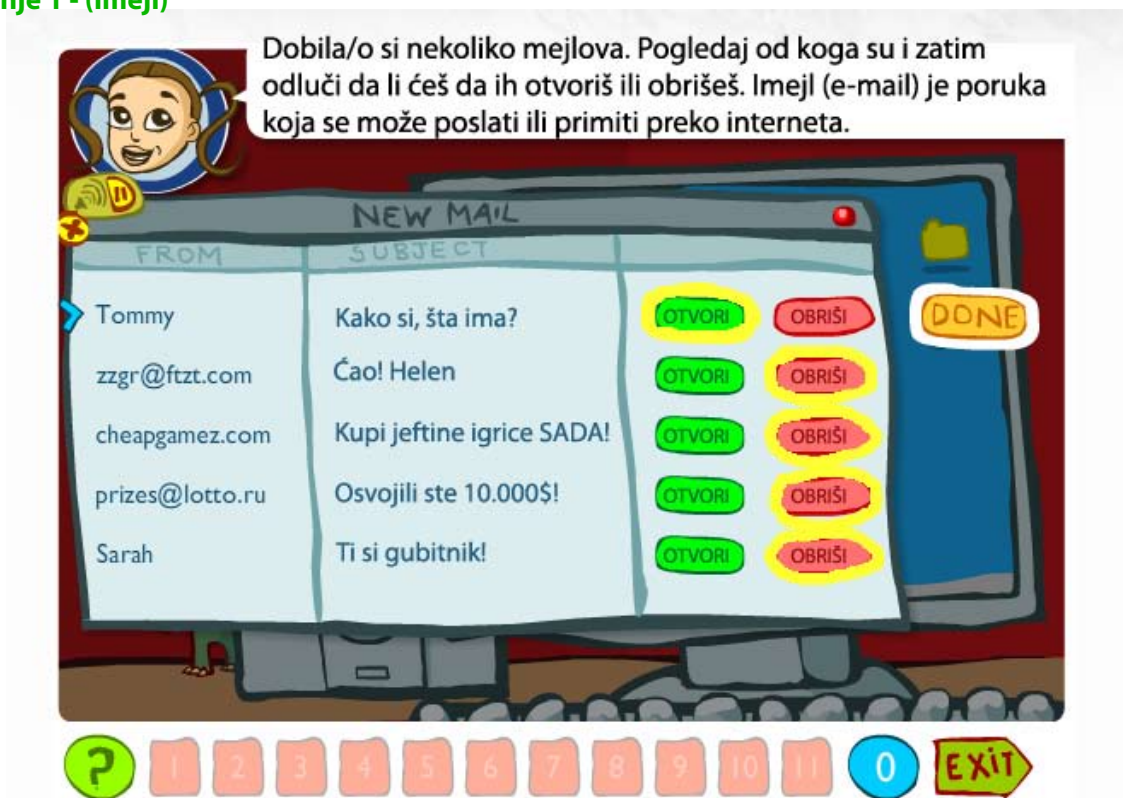 nje 1 - (imejl)
Dobila/o si nekoliko mejlova. Pogledaj od koga su i zatim
odluči da li ćeš da ih otvoriš ili obrišeš. Imejl (e-mail) je poruka
koja se može poslati ili primiti preko interneta.
NEW MAIL
FROM SUBJECT
Tommy Kako si, šta ima? OTVORI OBRIŠI DONE
zzgr@ftzt.com Ćao! Helen OTVORI OBRIŠI
cheapgamez.com Kupi jeftine igrice SADA! OTVORI OBRIŠI
prizes@lotto.ru Osvojili ste 10.000$! OTVORI OBRIŠI
Sarah Ti si gubitnik! OTVORI OBRIŠI
? 1 2 3 4 5 6 7 8 9 10 11 0 EXIT